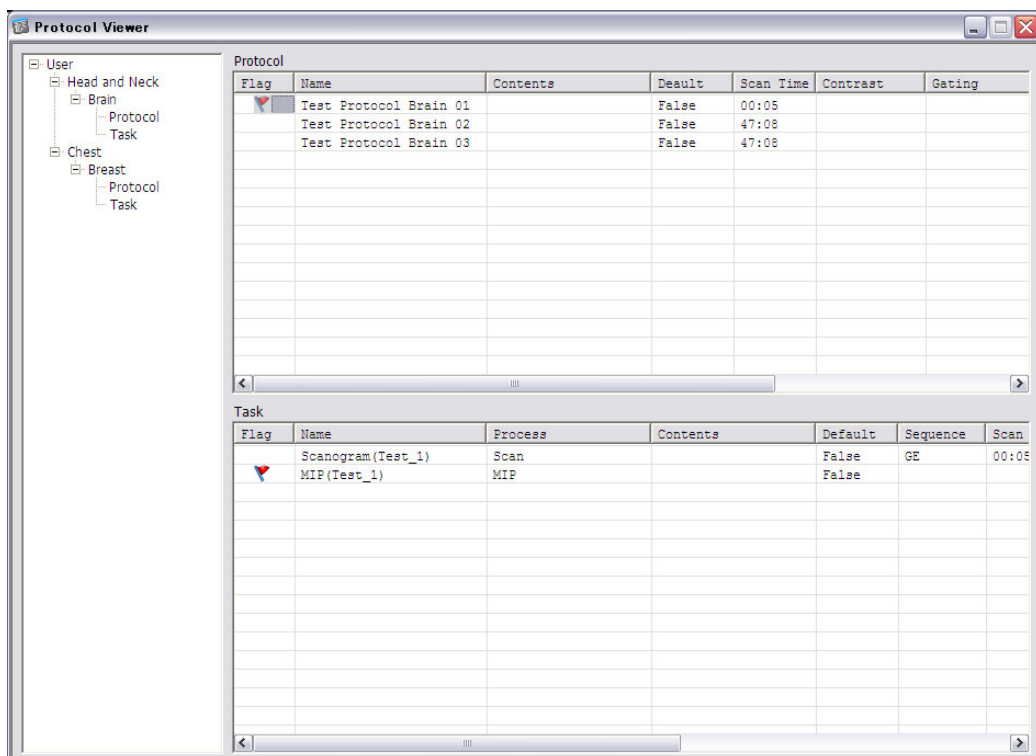 Protocol Viewer
User
Head and Neck
Brain
Protocol
Task
Chest
Breast
Protocol
Task
Protocol
Flag Name Contents Deault Scan Time Contrast Gating
Test Protocol Brain 01 False 00:05
Test Protocol Brain 02 False 47:08
Test Protocol Brain 03 False 47:08
Task
Flag Name Process Contents Default Sequence Scan
Scanogram(Test_1) Scan False GE 00:05
MIP(Test_1) MIP False